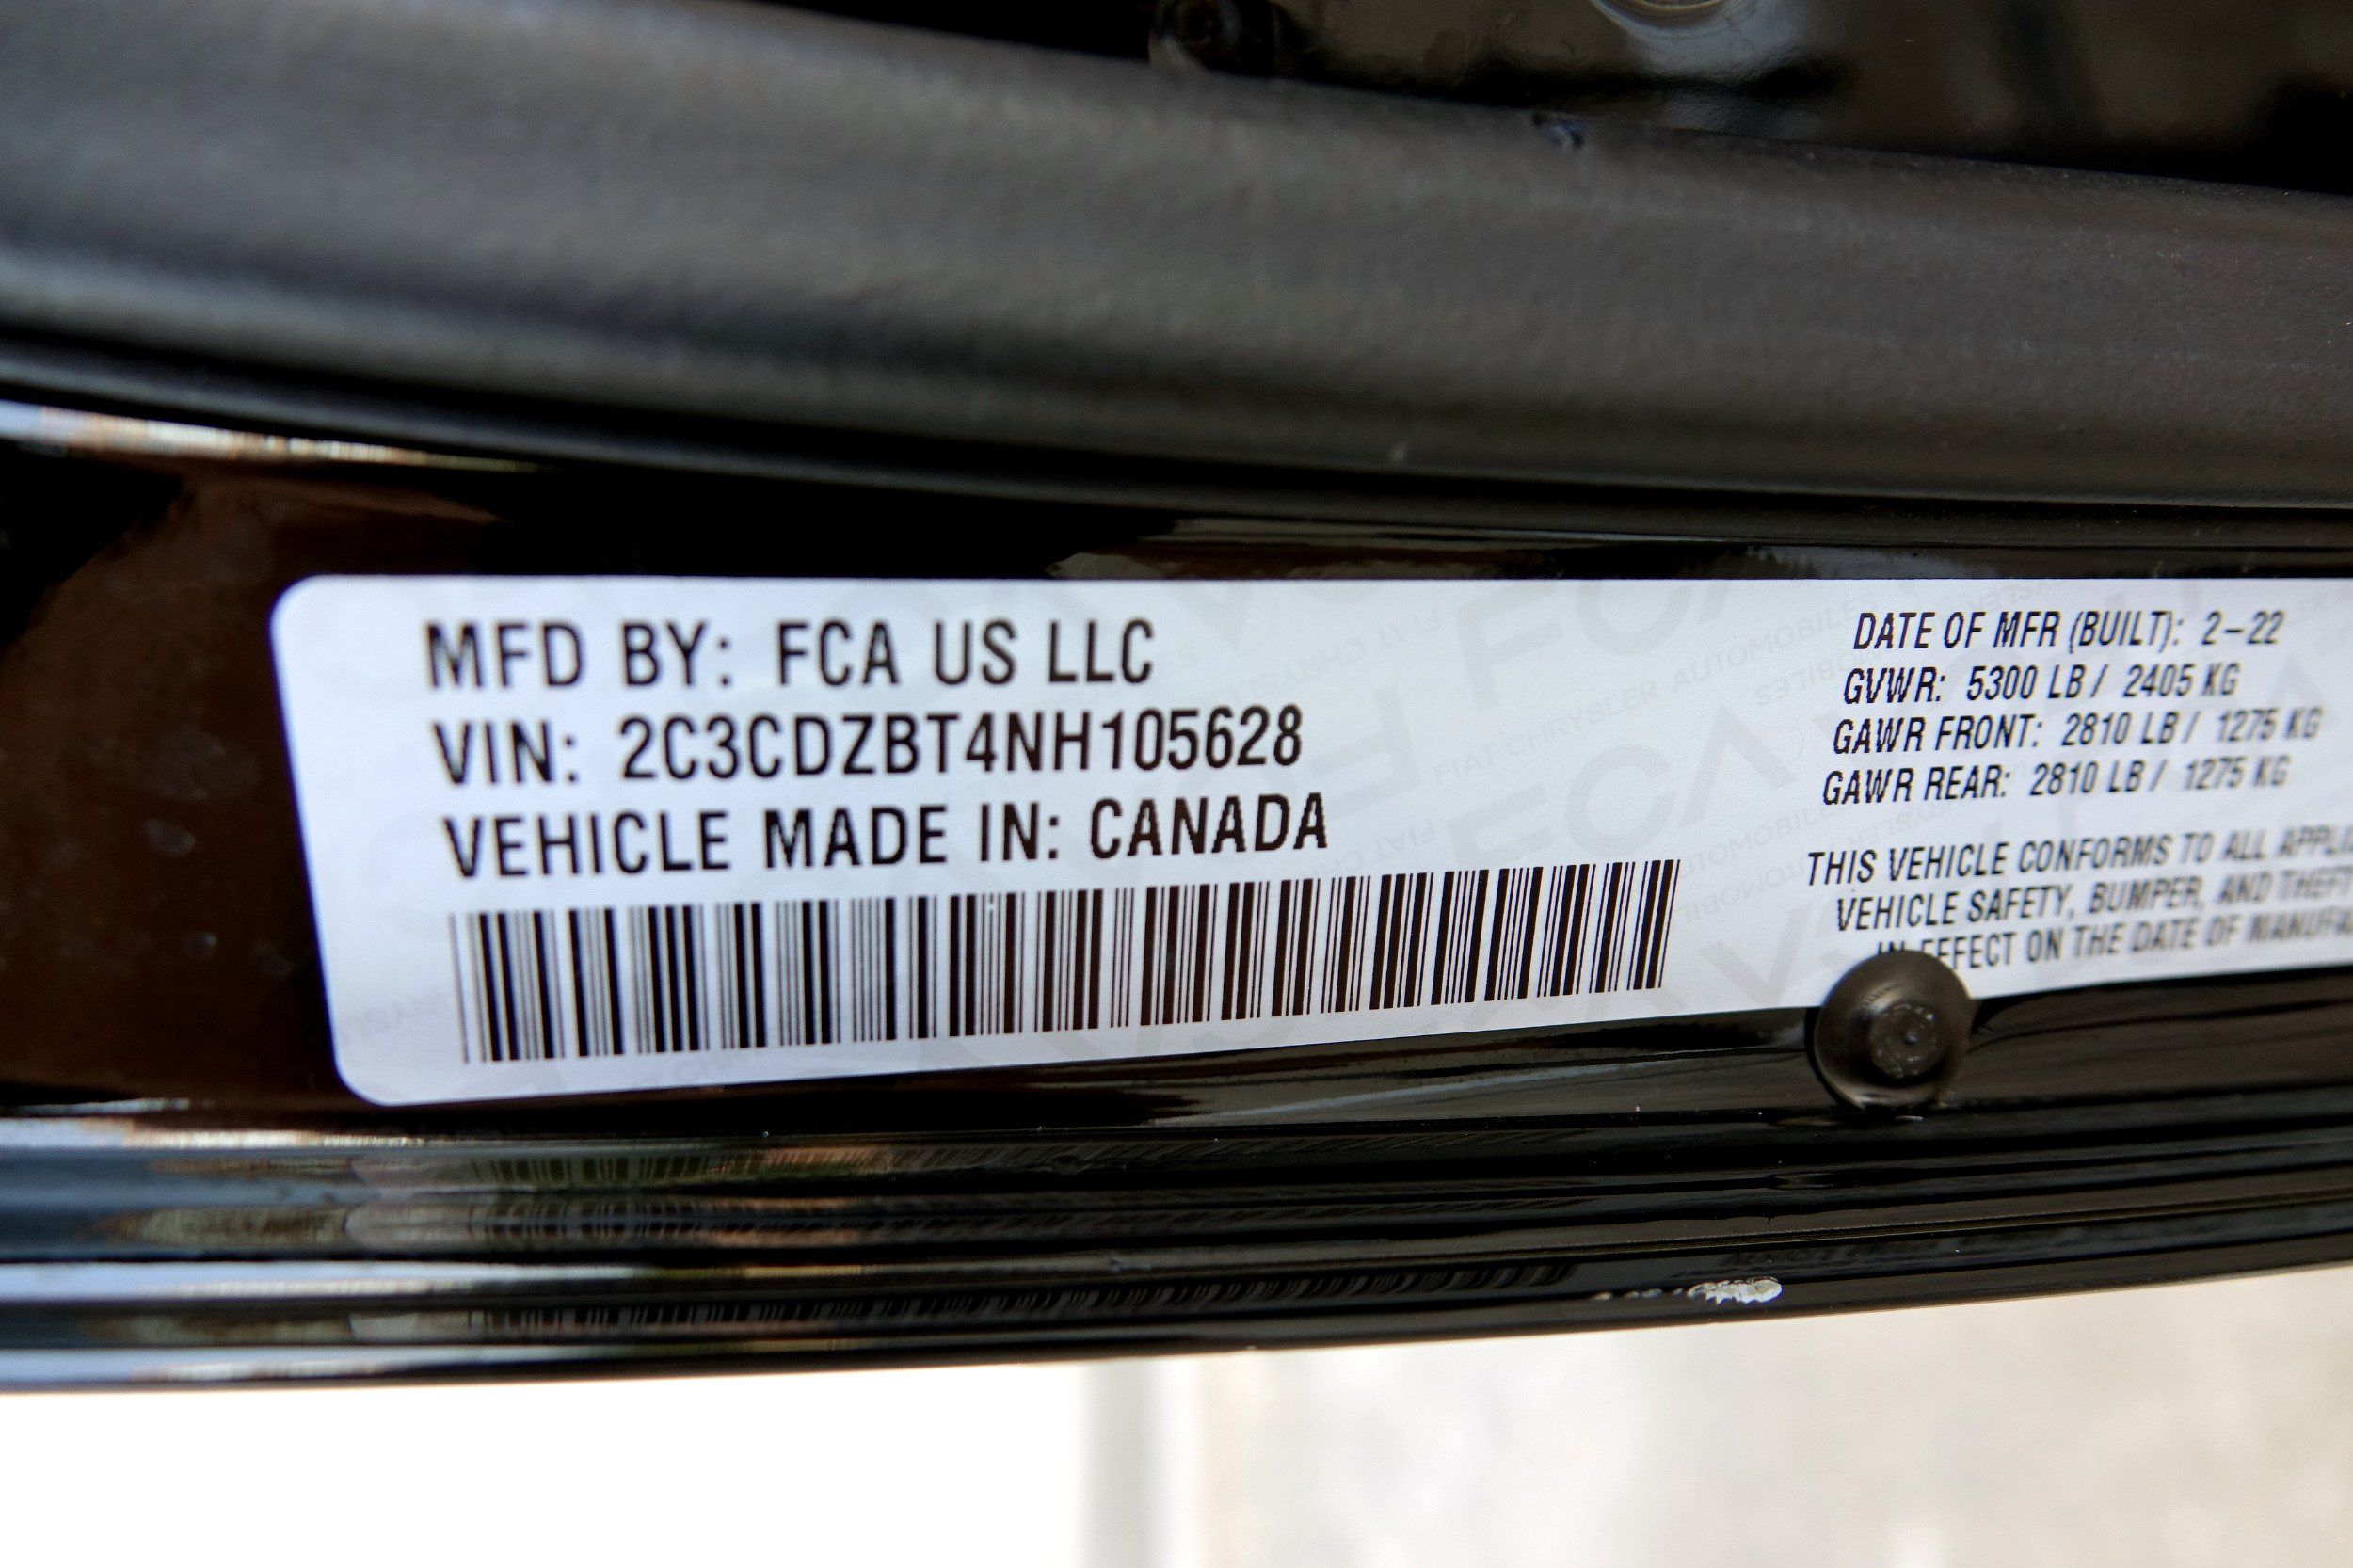 MFD BY: FCA US LLC
VIN: 2C3CDZBT4NH105628
VEHICLE MADE IN: CANADA
DATE OF MFR (BUILT): 2-22
GVWR: 5300 LB / 2405 KG
GAWR FRONT: 2810 LB / 1275 KG
GAWR REAR: 2810 LB / 1275 KG
THIS VEHICLE CONFORMS TO ALL
VEHICLE SAFETY, BUMPER, AND THEFT
IN EFFECT ON THE DATE OF